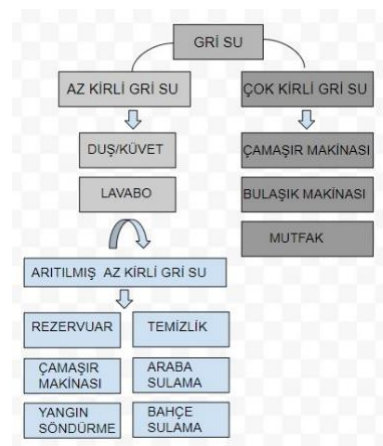 GRİ SU
AZ KİRLİ GRİ SU
ÇOK KİRLİ GRİ SU
DUŞ/KÜVET
ÇAMAŞIR MAKİNASI
LAVABO
BULAŞIK MAKİNASI
MUTFAK
ARITILMIŞ AZ KİRLİ GRİ SU
REZERVUAR
TEMİZLİK
ÇAMAŞIR
MAKİNASI
ARABA
SULAMA
YANGIN
SÖNDÜRME
BAHÇE
SULAMA